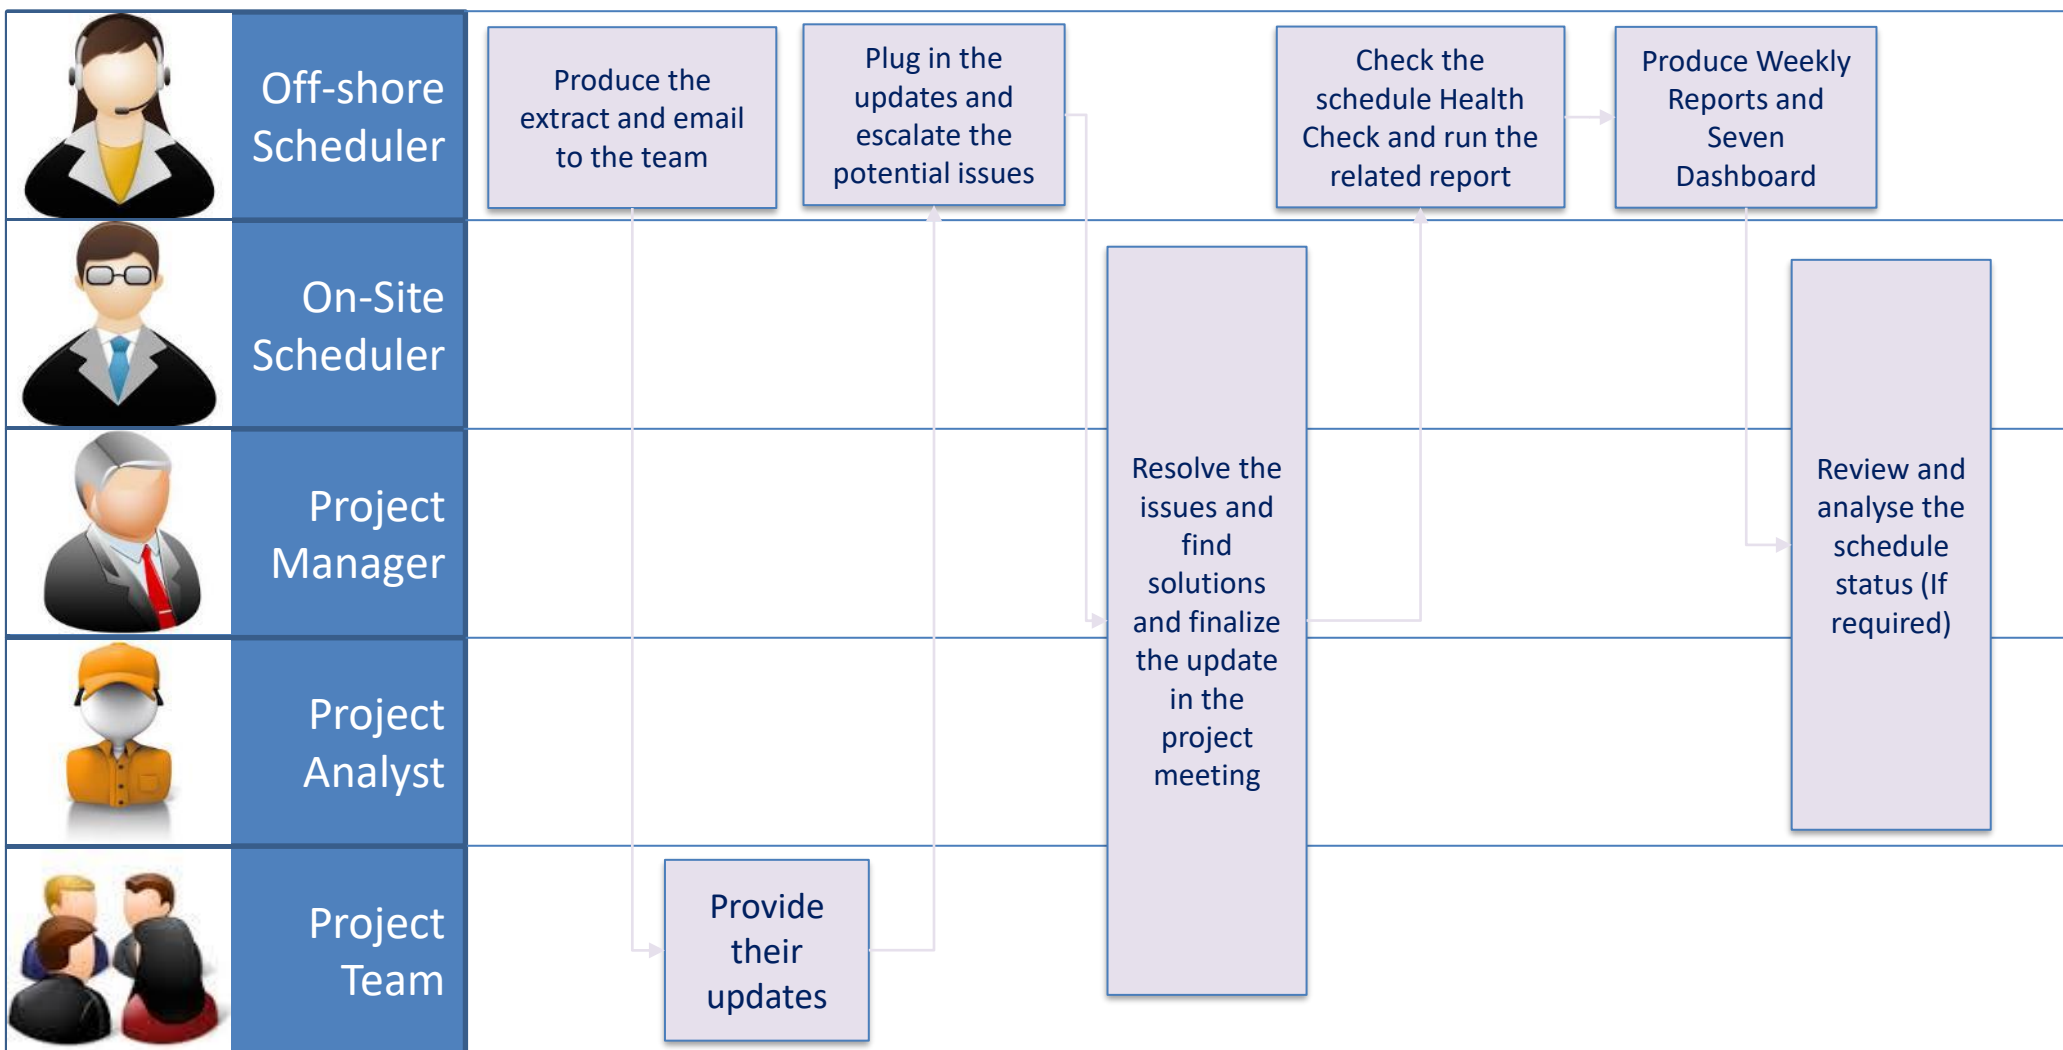 Off-shore
Scheduler
Produce the
extract and email
to the team
Plug in the
updates and
escalate the
potential issues
Check the
schedule Health
Check and run the
related report
Produce Weekly
Reports and
Seven
Dashboard
On-Site
Scheduler
Project
Manager
Resolve the
issues and
find
solutions
and finalize
the update
in the
project
meeting
Review and
analyse the
schedule
status (If
required)
Project
Analyst
Project
Team
Provide
their
updates